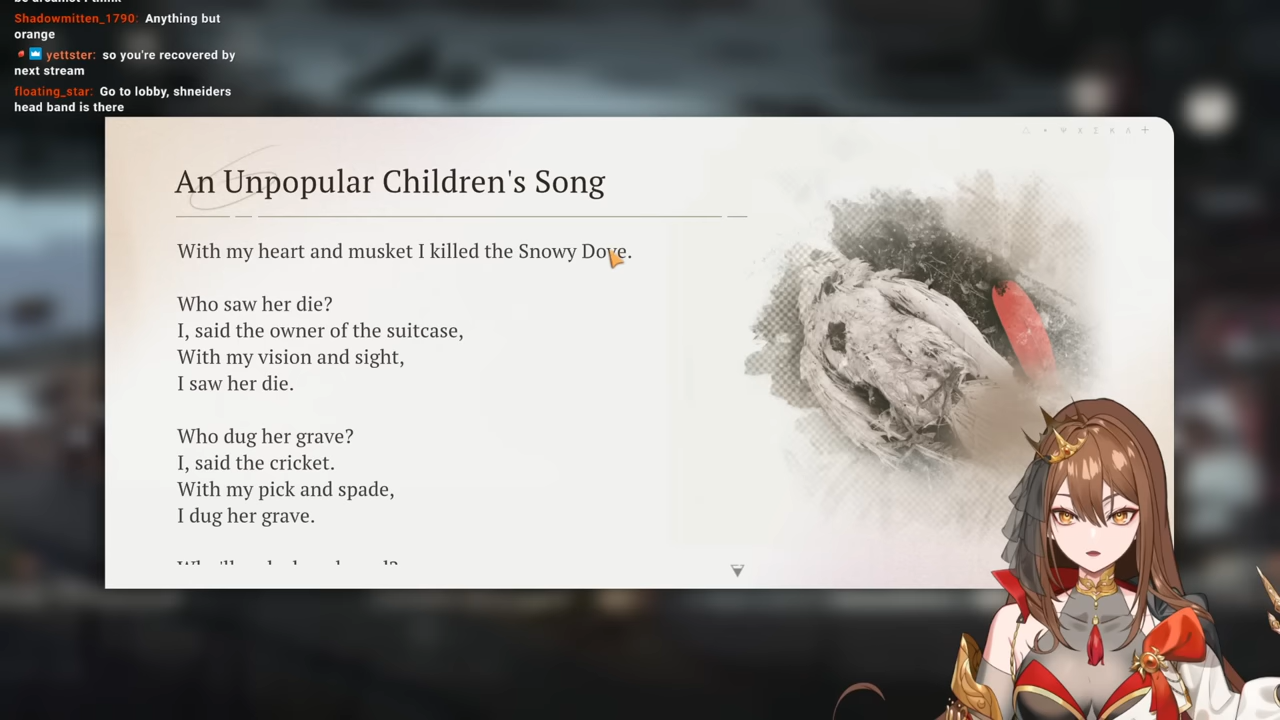 Shadowmitten_1790: Anything but
orange
yettster: so you're recovered by
next stream
floating_star: Go to lobby, shneiders
head band is there
An Unpopular Children's Song
With my heart and musket I killed the Snowy Dove.
Who saw her die?
I, said the owner of the suitcase,
With my vision and sight,
I saw her die.
Who dug her grave?
I, said the cricket.
With my pick and spade,
I dug her grave.